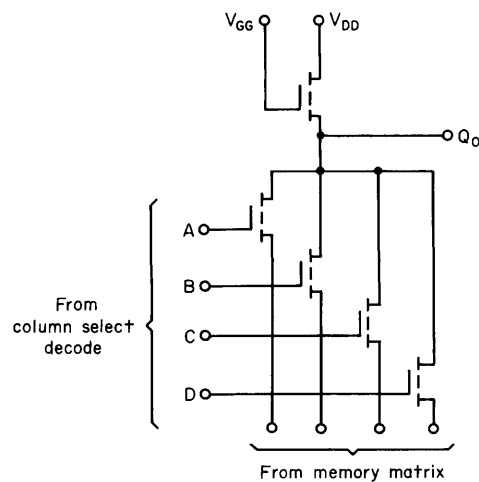 V_GG V_DD
Q_0
A
B
C
D
From
column select
decode
From memory matrix